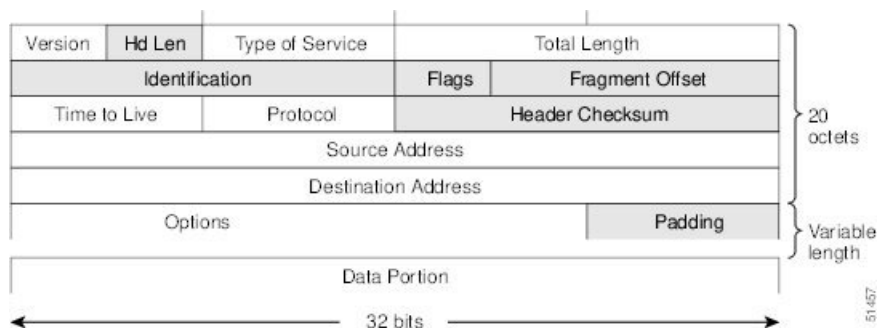 Version Hd Len Type of Service Total Length
Identification Flags Fragment Offset
Time to Live Protocol Header Checksum
20
octets
Source Address
Destination Address
Options Padding
Variable
length
Data Portion
32 bits
51457